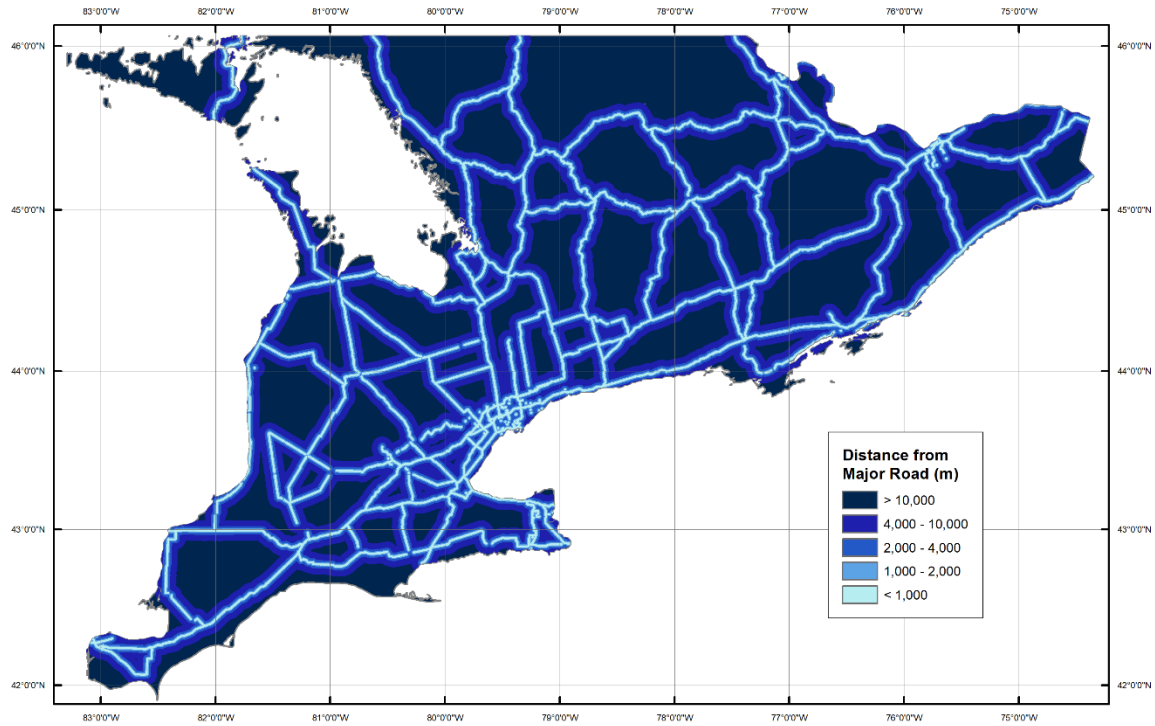 83°0'0"W 82°0'0"W 81°0'0"W 80°0'0"W 79°0'0"W 78°0'0"W 77°0'0"W 76°0'0"W 75°0'0"W
46°0'0"N 46°0'0"N
45°0'0"N 45°0'0"N
44°0'0"N 44°0'0"N
Distance from
Major Road (m)
> 10,000
4,000 - 10,000
2,000 - 4,000
1,000 - 2,000
< 1,000
43°0'0"N 43°0'0"N
42°0'0"N 42°0'0"N
83°0'0"W 82°0'0"W 81°0'0"W 80°0'0"W 79°0'0"W 78°0'0"W 77°0'0"W 76°0'0"W 75°0'0"W